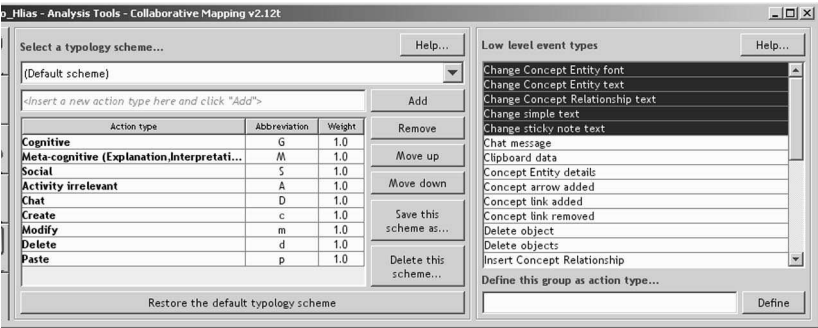 o_Hlias - Analysis Tools - Collaborative Mapping v2.12t
Select a typology scheme...
Help...
(Default scheme)
<insert a new action type here and click "Add">
Add
Action type Abbreviation Weight
Cognitive G 1.0
Meta-cognitive (Explanation,Interpretati... M 1.0
Social S 1.0
Activity irrelevant A 1.0
Chat D 1.0
Create c 1.0
Modify m 1.0
Delete d 1.0
Paste p 1.0
Remove
Move up
Move down
Save this
scheme as...
Delete this
scheme...
Restore the default typology scheme
Low level event types
Help...
Change Concept Entity font
Change Concept Entity text
Change Concept Relationship text
Change simple text
Change sticky note text
Chat message
Clipboard data
Concept Entity details
Concept arrow added
Concept link added
Concept link removed
Delete object
Delete objects
Insert Concept Relationship
Define this group as action type...
Define